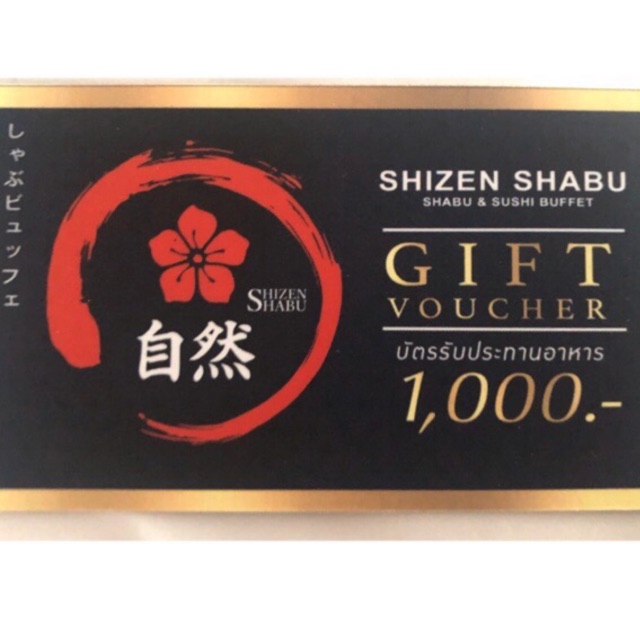 しゃぶビュッフェ
SHIZEN
SHABU
自然
SHIZEN SHABU
SHABU & SUSHI BUFFET
GIFT
VOUCHER
บัตรรับประทานอาหาร
1,000.-